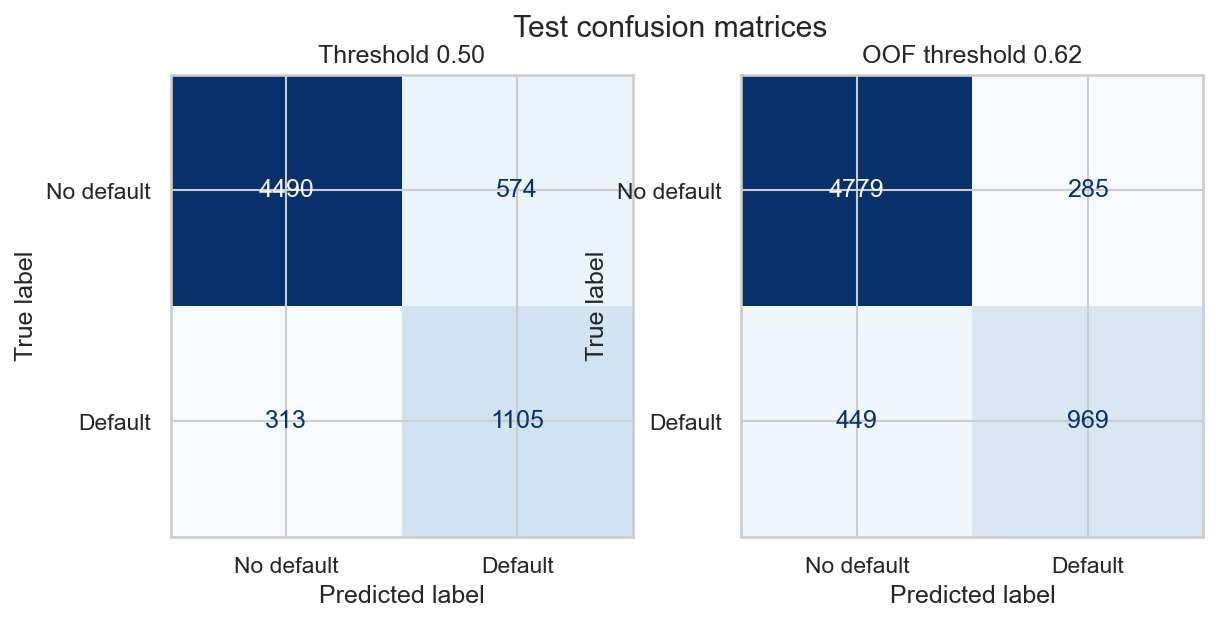 Test confusion matrices
Threshold 0.50
No default
4490
574
Default
313
1105
True label
No default
Default
Predicted label
OOF threshold 0.62
No default
4779
285
Default
449
969
True label
No default
Default
Predicted label